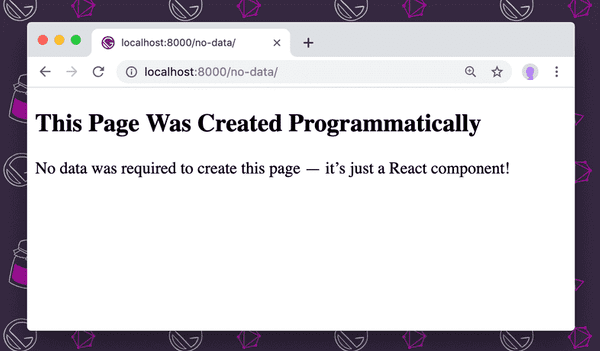 localhost:8000/no-data/
localhost:8000/no-data/
This Page Was Created Programmatically
No data was required to create this page — it’s just a React component!